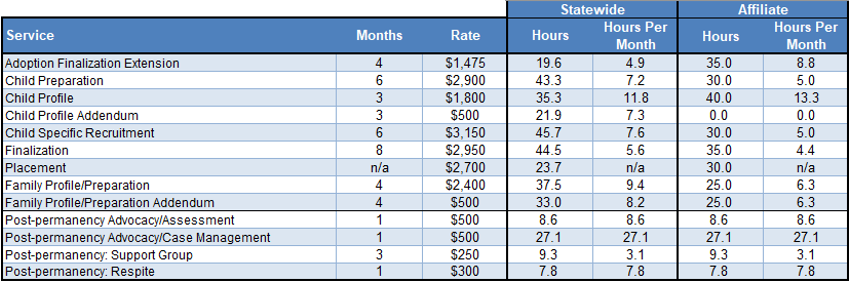 Statewide Affiliate
Service Months Rate Hours Hours Per Month Hours Hours Per Month
Adoption Finalization Extension 4 $1,475 19.6 4.9 35.0 8.8
Child Preparation 6 $2,900 43.3 7.2 30.0 5.0
Child Profile 3 $1,800 35.3 11.8 40.0 13.3
Child Profile Addendum 3 $500 21.9 7.3 0.0 0.0
Child Specific Recruitment 6 $3,150 45.7 7.6 30.0 5.0
Finalization 8 $2,950 44.5 5.6 35.0 4.4
Placement n/a $2,700 23.7 n/a 30.0 n/a
Family Profile/Preparation 4 $2,400 37.5 9.4 25.0 6.3
Family Profile/Preparation Addendum 4 $500 33.0 8.2 25.0 6.3
Post-permanency Advocacy/Assessment 1 $500 8.6 8.6 8.6 8.6
Post-permanency Advocacy/Case Management 1 $500 27.1 27.1 27.1 27.1
Post-permanency: Support Group 3 $250 9.3 3.1 9.3 3.1
Post-permanency: Respite 1 $300 7.8 7.8 7.8 7.8